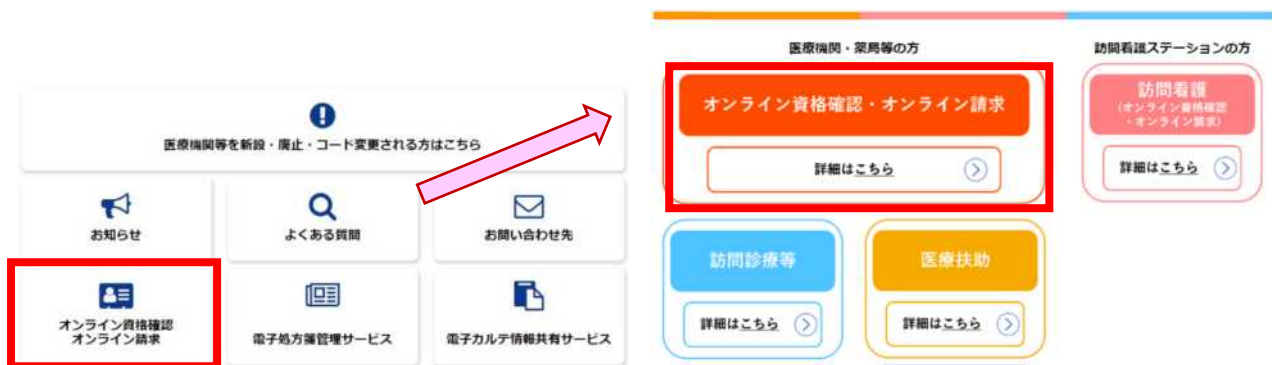 医療機関等を新設・廃止・コード変更される方はこちら
お知らせ
よくある質問
お問い合わせ先
オンライン資格確認
オンライン請求
電子処方箋管理サービス
電子カルテ情報共有サービス
医療機関・薬局等の方
オンライン資格確認・オンライン請求
詳細はこちら
訪問看護ステーションの方
訪問看護
(オンライン資格確認
・オンライン請求)
詳細はこちら
訪問診療等
詳細はこちら
医療扶助
詳細はこちら